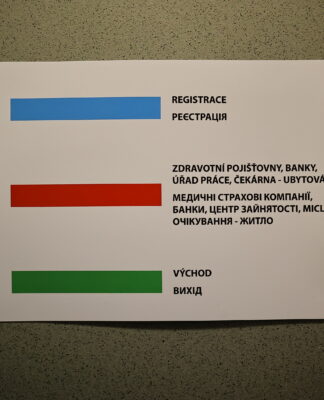 REGISTRACE
РЕЄСТРАЦІЯ
ZDRAVOTNÍ POJIŠŤOVNY, BANKY,
ÚŘAD PRÁCE, ČEKÁRNA - UBYTOVÁ
МЕДИЧНІ СТРАХОВІ КОМПАНІЇ,
БАНКИ, ЦЕНТР ЗАЙНЯТОСТІ, МІСЦ
ОЧІКУВАННЯ - ЖИТЛО
VÝCHOD
ВИХІД